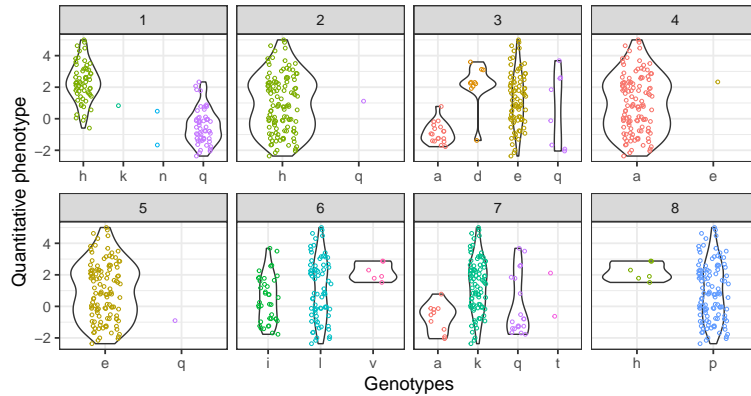 1 2 3 4
4
2
0
−2
h k n q h q a d e q a e
5 6 7 8
4
2
0
−2
e q i l v a k q t h p
Genotypes
Quantitative phenotype